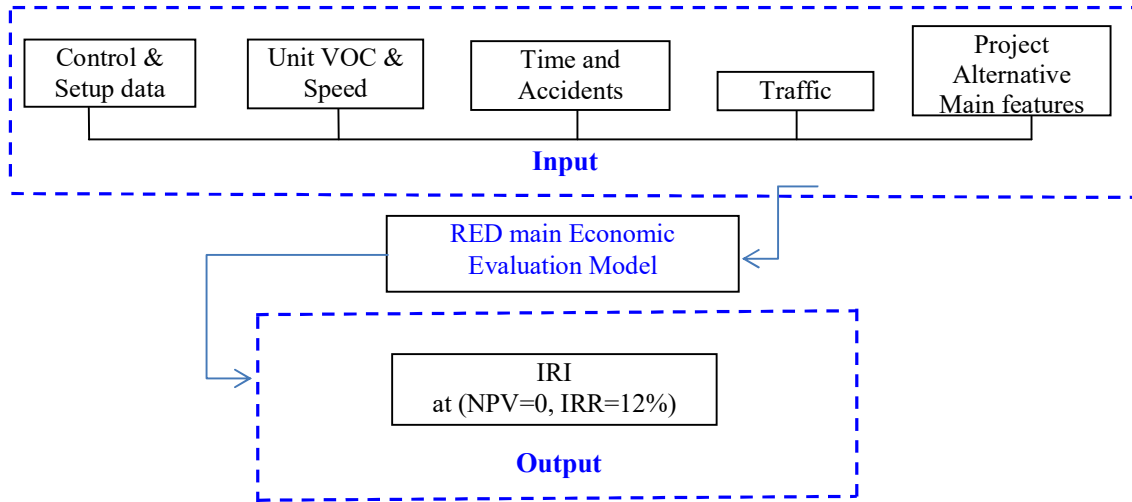 Control &
Setup data
Unit VOC &
Speed
Time and
Accidents
Traffic
Project
Alternative
Main features
Input
RED main Economic
Evaluation Model
IRI
at (NPV=0, IRR=12%)
Output